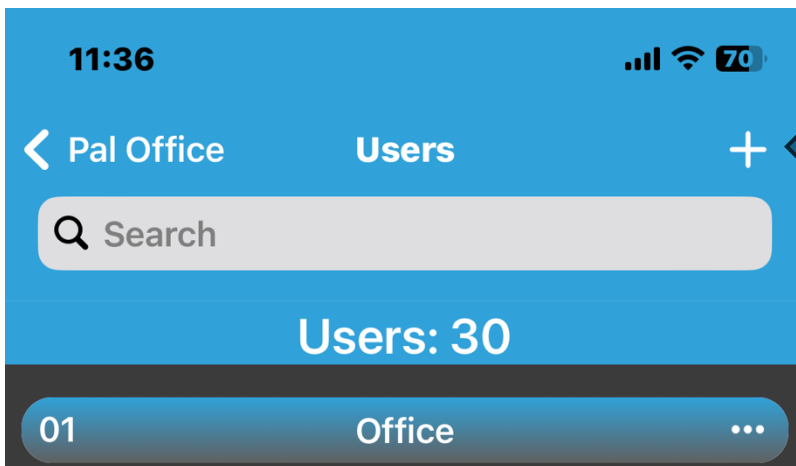 11:36 70
Pal Office Users +
Search
Users: 30
01 Office ...